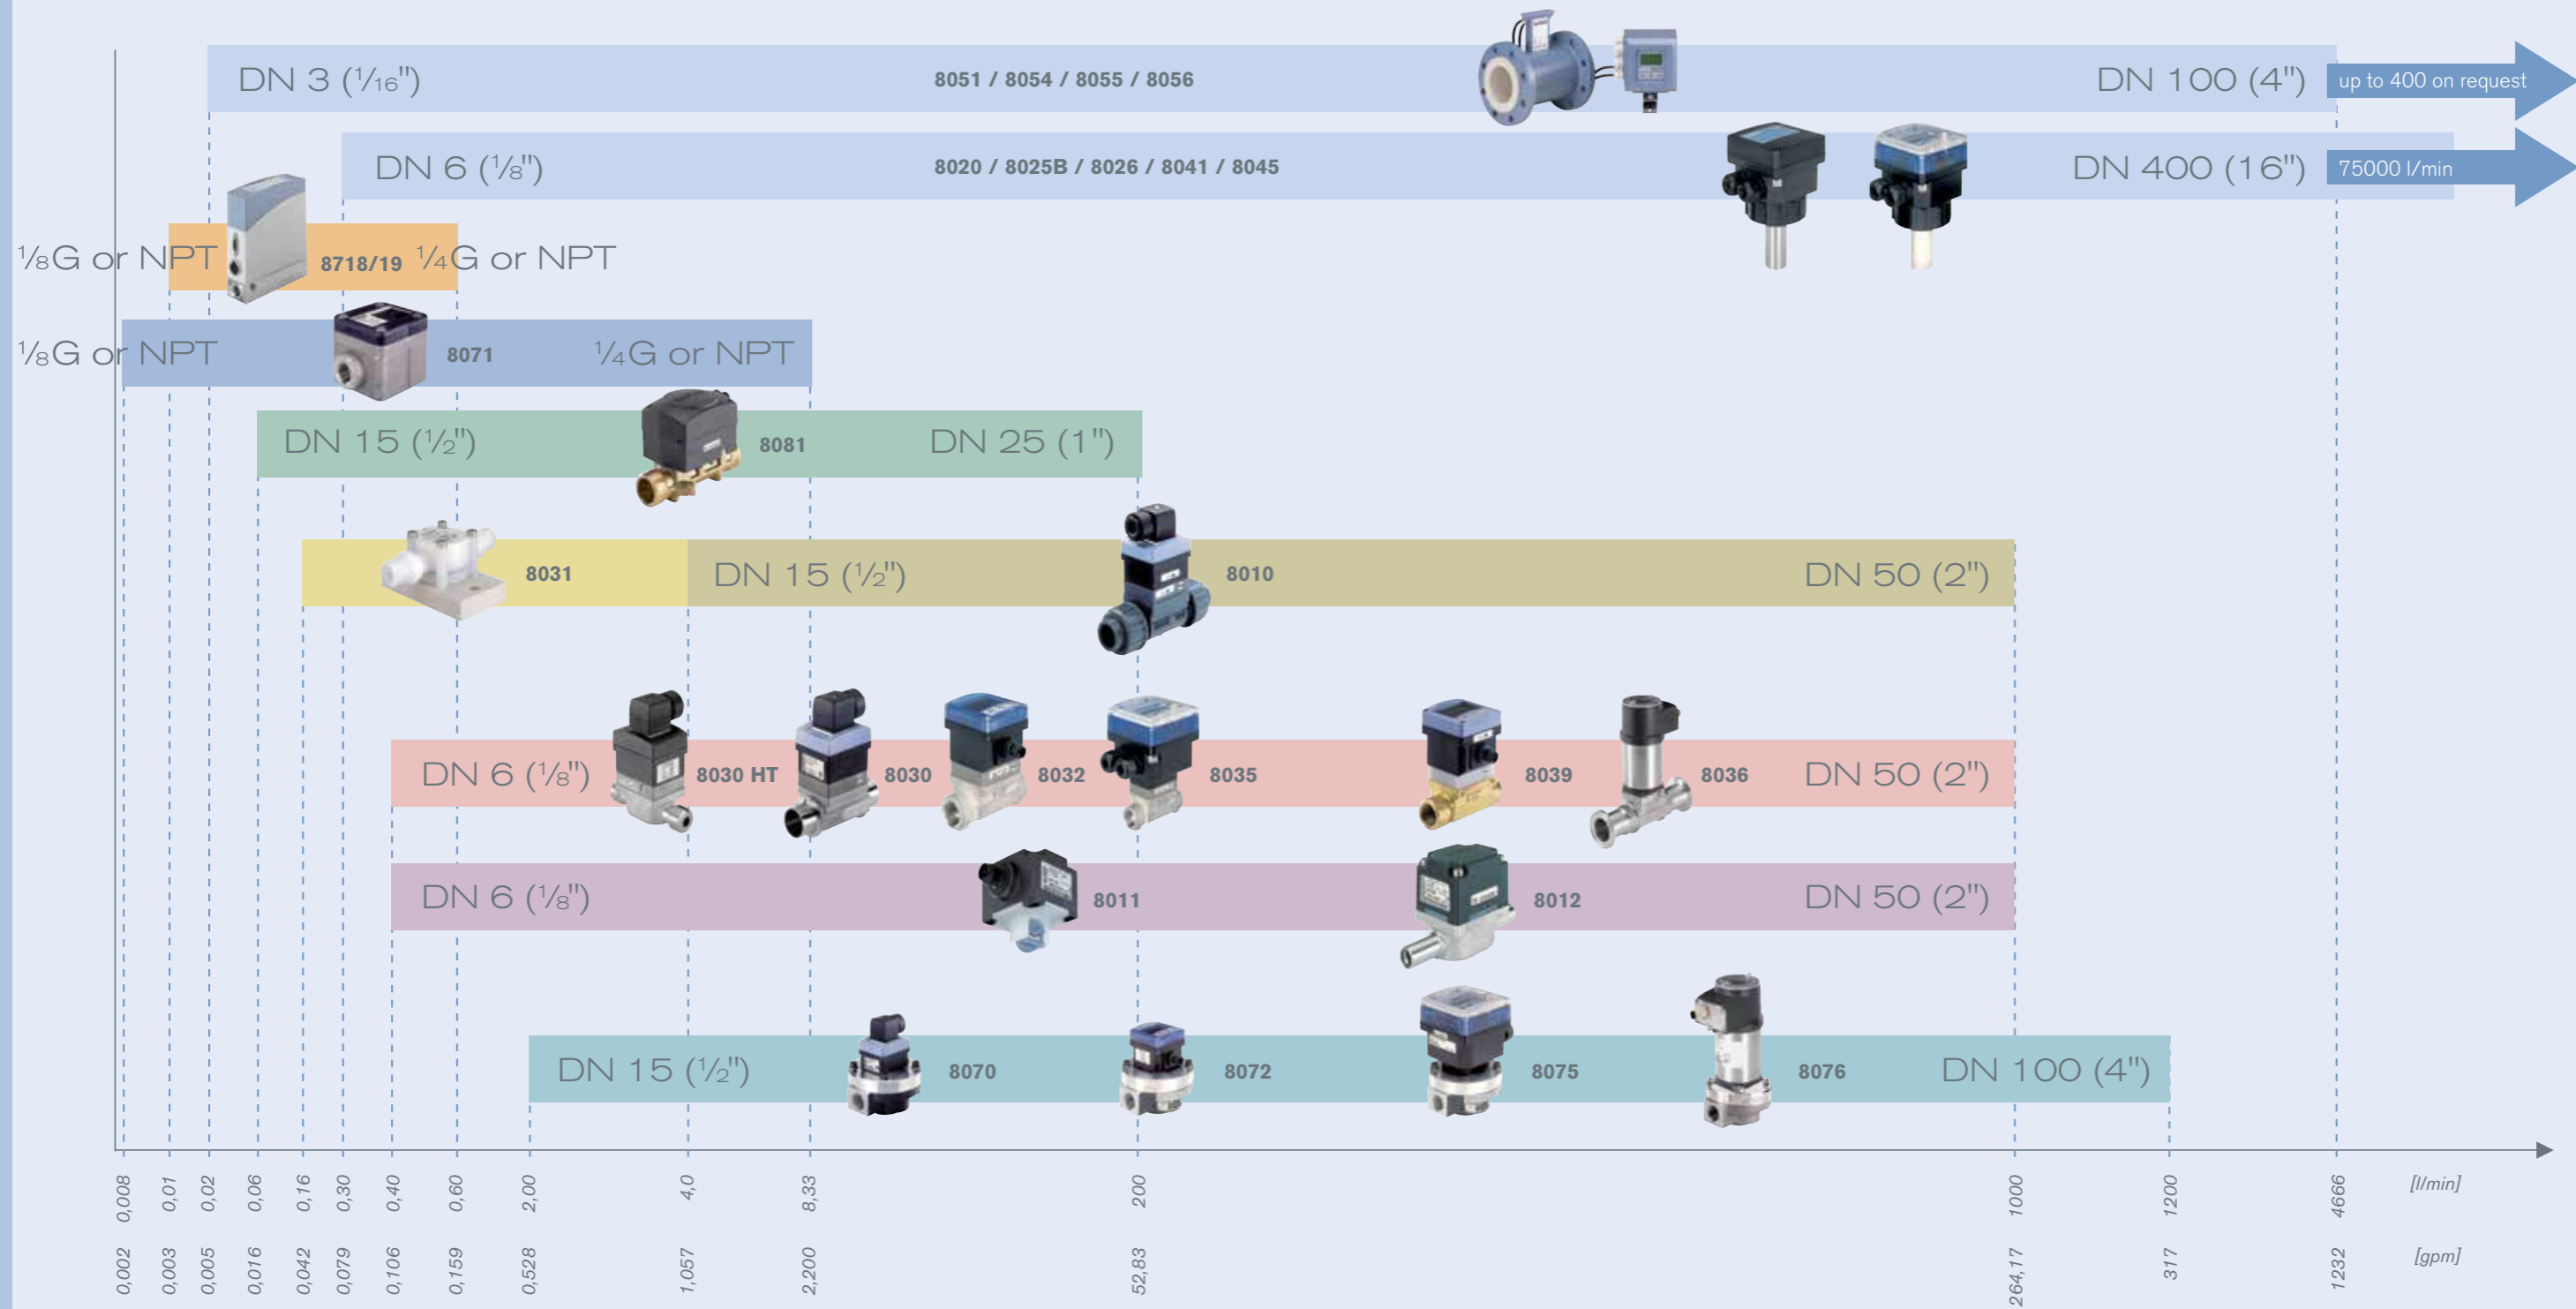 DN 3 (1/16") 8051 / 8054 / 8055 / 8056 DN 100 (4") up to 400 on request
DN 6 (1/8") 8020 / 8025B / 8026 / 8041 / 8045 DN 400 (16") 75000 l/min
1/8G or NPT 8718/19 1/4G or NPT
1/8G or NPT 8071 1/4G or NPT
DN 15 (1/2") 8081 DN 25 (1")
8031 DN 15 (1/2") 8010 DN 50 (2")
DN 6 (1/8") 8030 HT 8030 8032 8035 8039 8036 DN 50 (2")
DN 6 (1/8") 8011 8012 DN 50 (2")
DN 15 (1/2") 8070 8072 8075 8076 DN 100 (4")
0,008 0,01 0,02 0,06 0,16 0,30 0,40 0,60 2,00 4,0 8,33 200 1000 1200 4666 [l/min]
0,002 0,003 0,005 0,016 0,042 0,079 0,106 0,159 0,528 1,057 2,200 52,83 264,17 317 1232 [gpm]